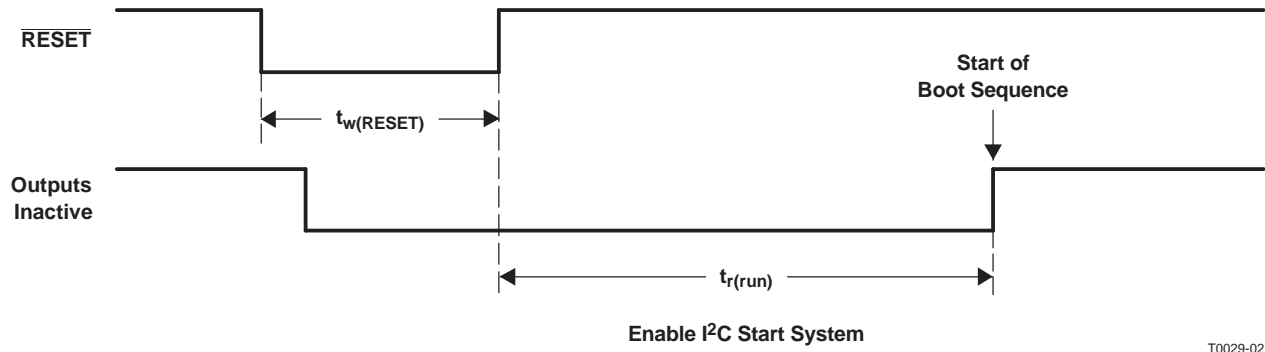 RESET
Start of
Boot Sequence
tw(RESET)
Outputs
Inactive
tr(run)
Enable I²C Start System
T0029-02